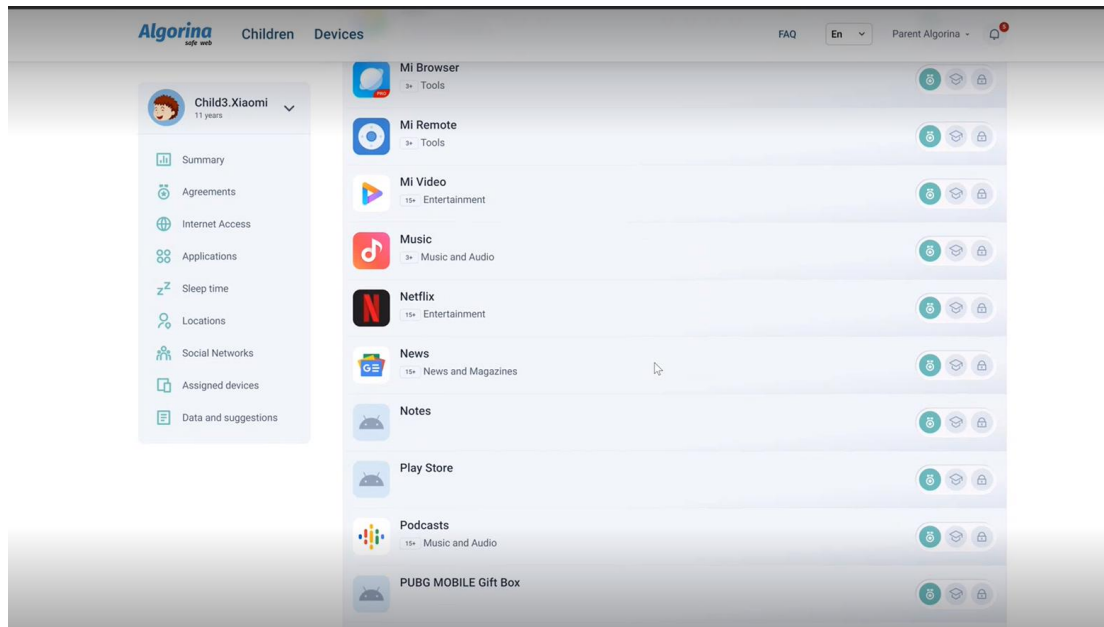 Algorina
safe web
Children
Devices
FAQ
En
Parent Algorina
Child3.Xiaomi
11 years
Summary
Agreements
Internet Access
Applications
Sleep time
Locations
Social Networks
Assigned devices
Data and suggestions
Mi Browser
PRO
3+ Tools
Mi Remote
3+ Tools
Mi Video
15+ Entertainment
Music
3+ Music and Audio
Netflix
N
15+ Entertainment
News
GE
15+ News and Magazines
Notes
Play Store
Podcasts
15+ Music and Audio
PUBG MOBILE Gift Box